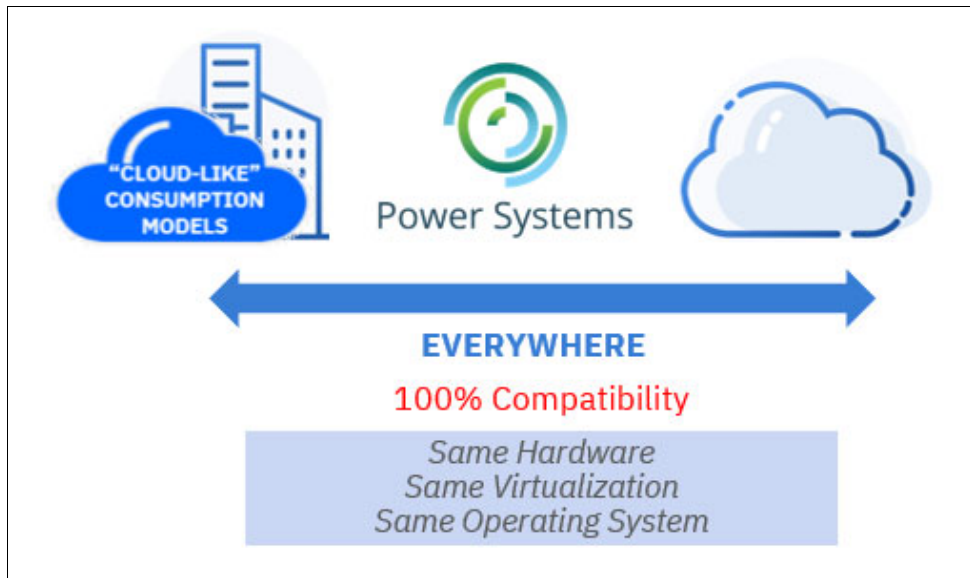 “CLOUD-LIKE”
CONSUMPTION
MODELS
Power Systems
EVERYWHERE
100% Compatibility
Same Hardware
Same Virtualization
Same Operating System